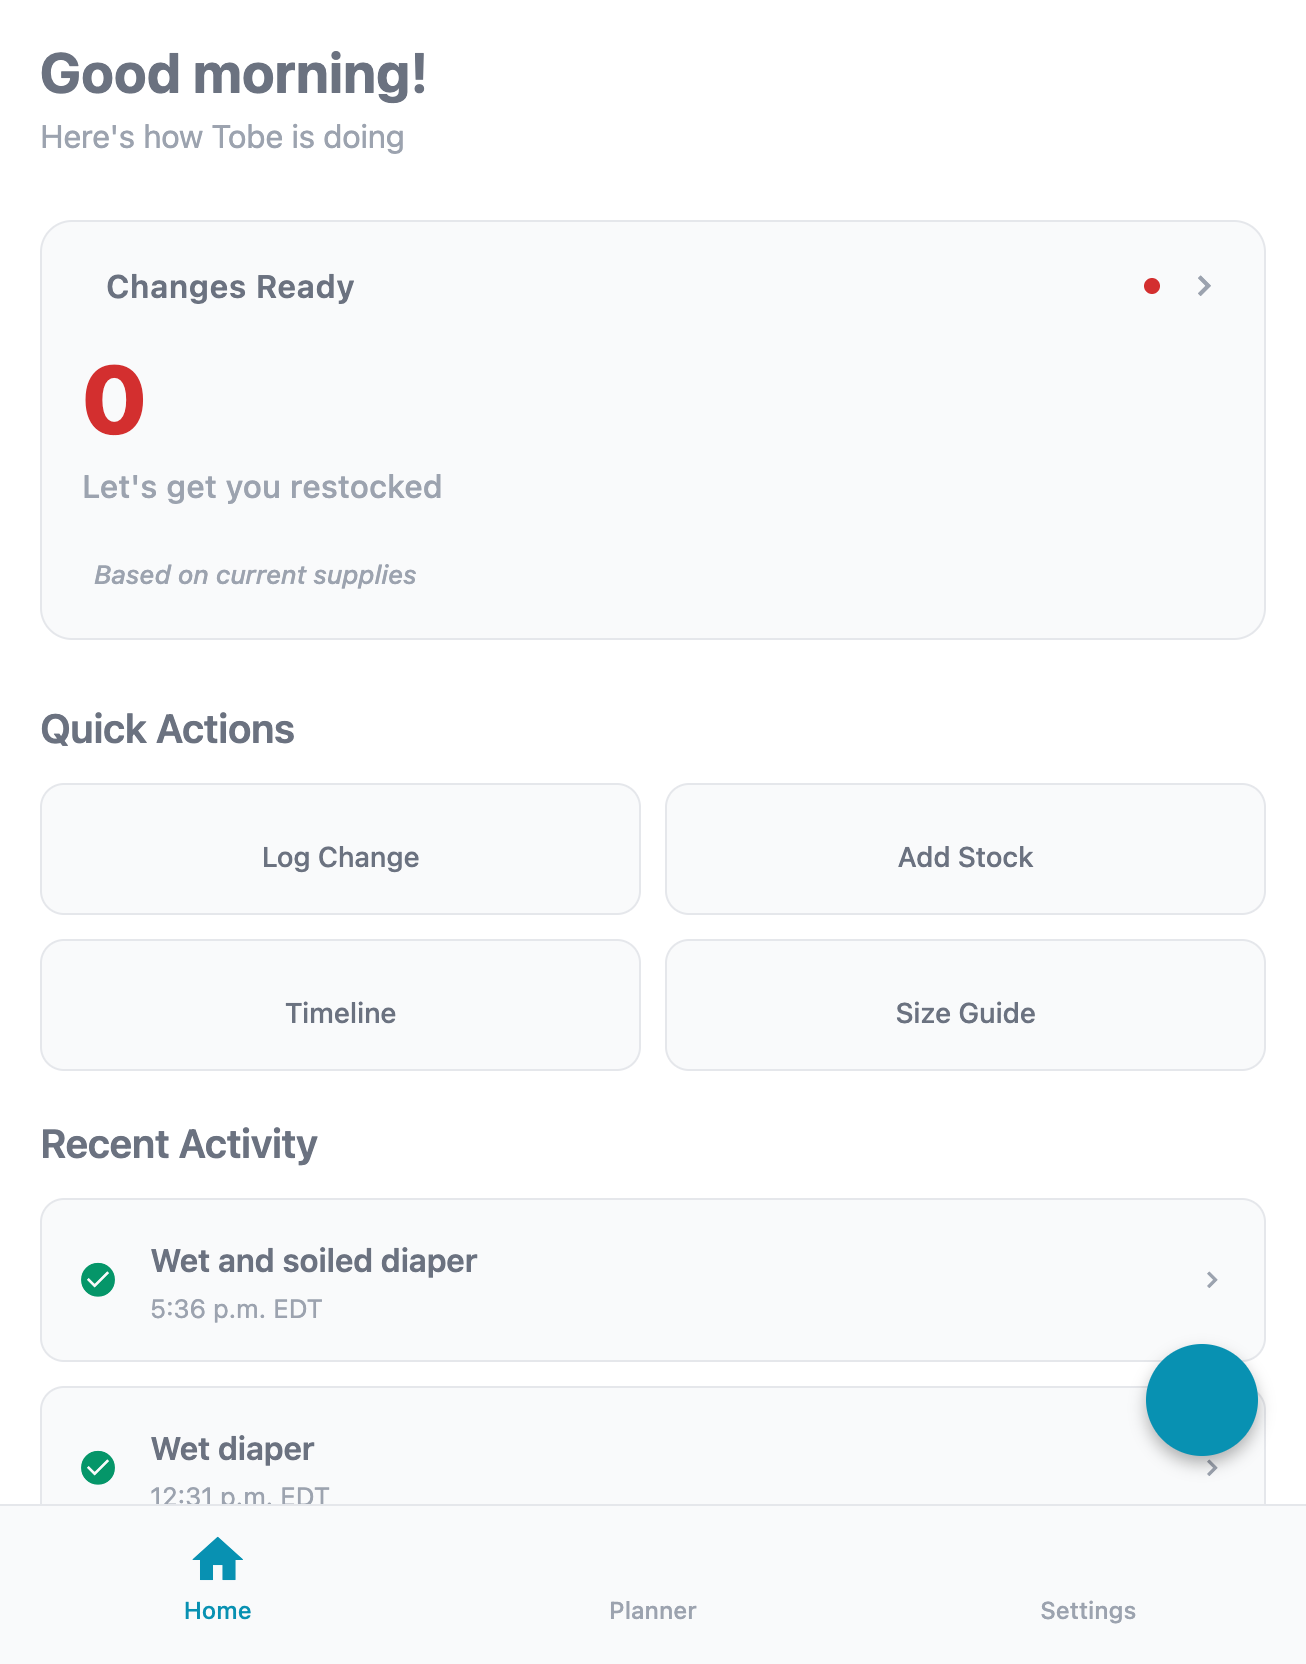 Good morning!
Here's how Tobe is doing
Changes Ready
0
Let's get you restocked
Based on current supplies
Quick Actions
Log Change
Add Stock
Timeline
Size Guide
Recent Activity
Wet and soiled diaper
5:36 p.m. EDT
Wet diaper
12:31 p.m. EDT
Home
Planner
Settings